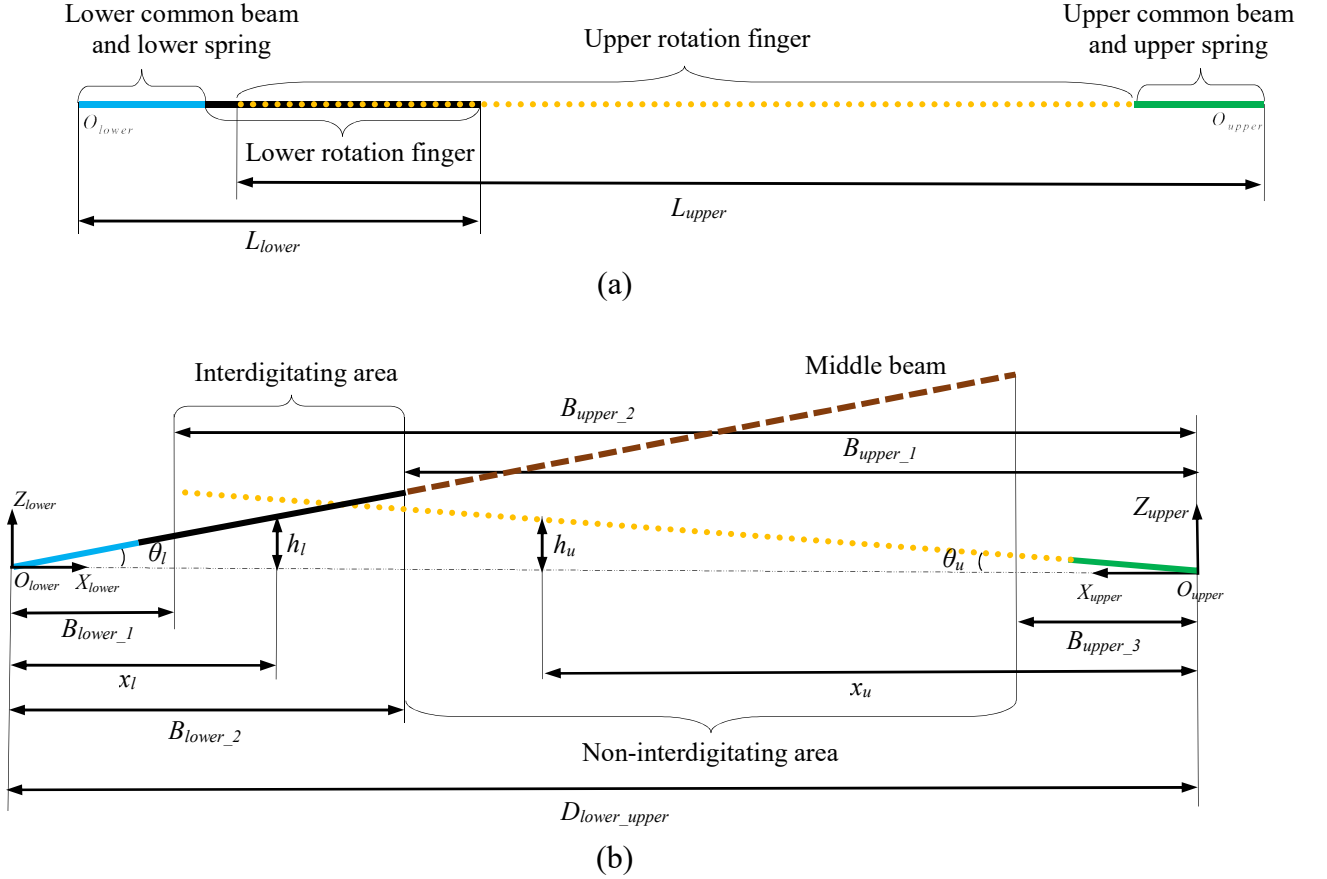 Lower common beam
and lower spring
Upper rotation finger
Upper common beam
and upper spring
O_lower
O_upper
Lower rotation finger
L_upper
L_lower
(a)
Interdigitating area
Middle beam
B_upper_2
B_upper_1
Z_lower
Z_upper
θ_l
h_l
h_u
θ_u
O_lower
X_lower
X_upper
O_upper
B_lower_1
B_upper_3
x_l
x_u
B_lower_2
Non-interdigitating area
D_lower_upper
(b)